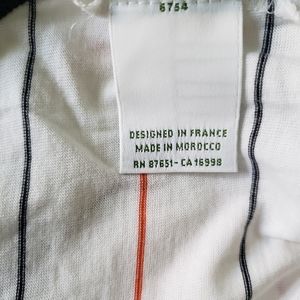 6754
DESIGNED IN FRANCE
MADE IN MOROCCO
RN 87651-CA 16998